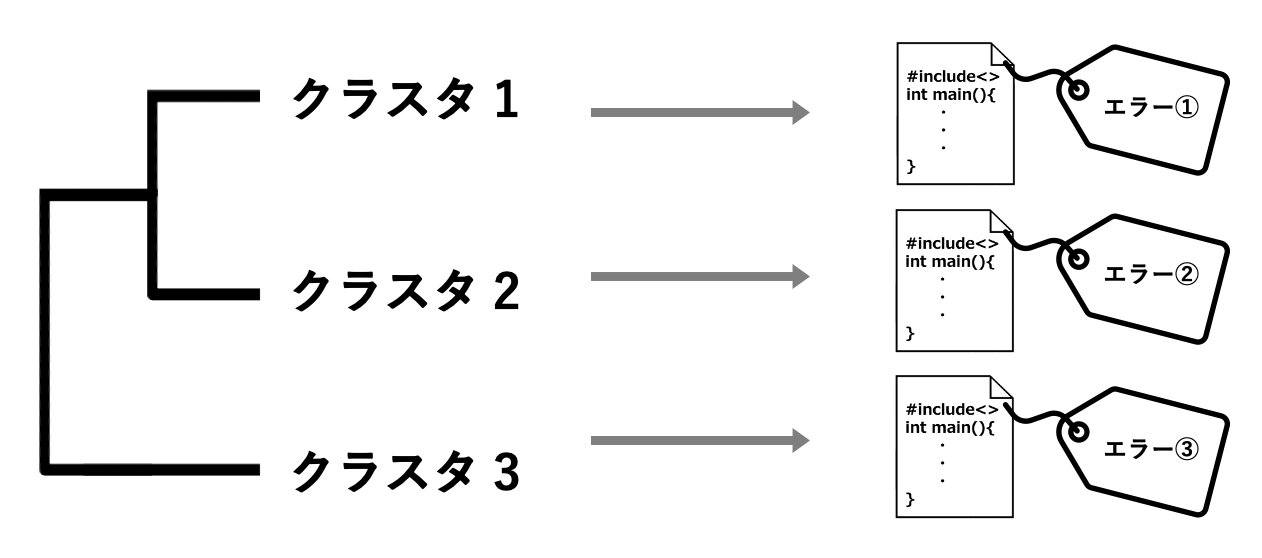 クラスタ 1
#include<>
int main(){
・
・
・
}
エラー①
クラスタ 2
#include<>
int main(){
・
・
・
}
エラー②
クラスタ 3
#include<>
int main(){
・
・
・
}
エラー③